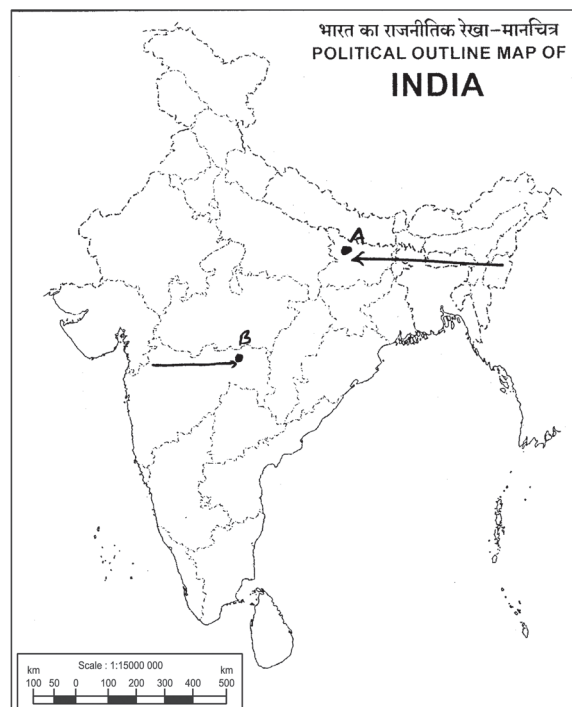 भारत का राजनीतिक रेखा-मानचित्र
POLITICAL OUTLINE MAP OF
INDIA
A
B
Scale : 1:15000 000
km km
100 50 0 100 200 300 400 500